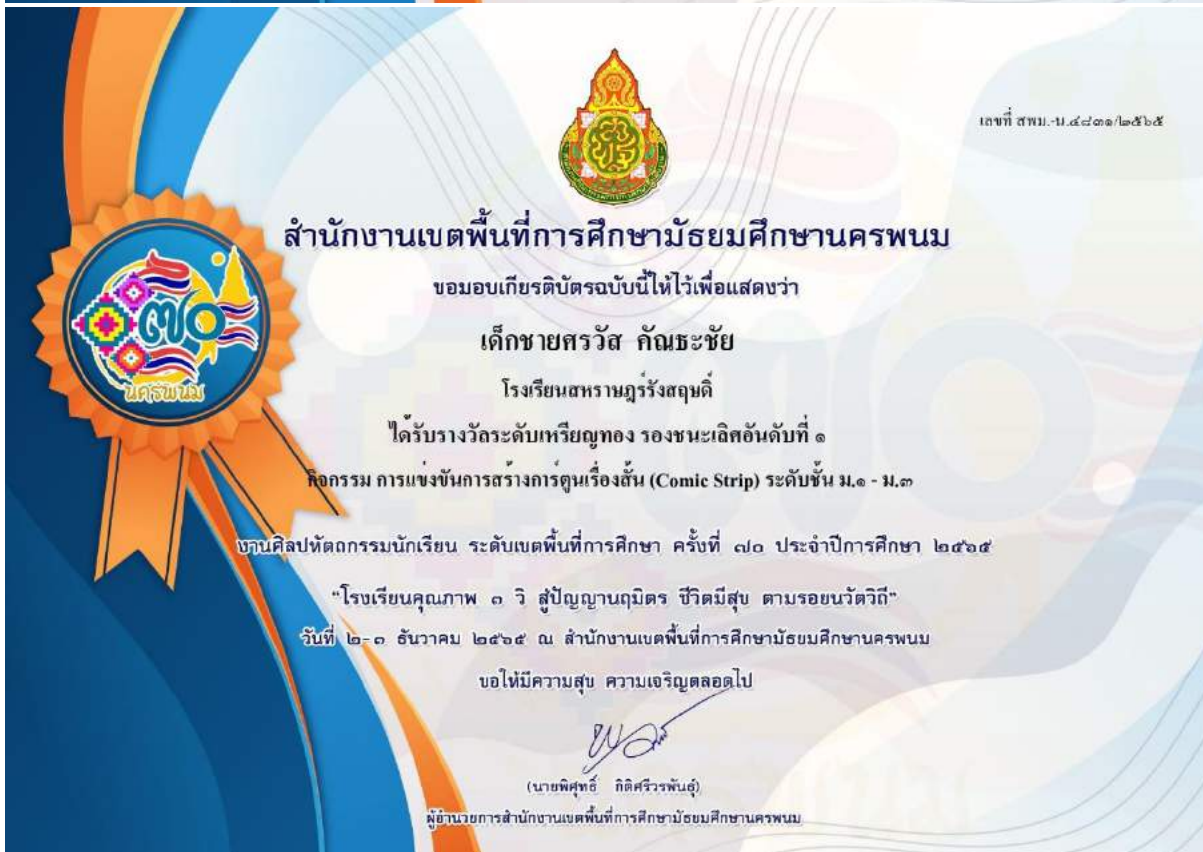 เลขที่ สพม.-น.๔๘๓๑/๒๕๖๕
สำนักงานเขตพื้นที่การศึกษามัธยมศึกษานครพนม
ขอมอบเกียรติบัตรฉบับนี้ให้ไว้เพื่อแสดงว่า
เด็กชายศรวัส คัณธะชัย
โรงเรียนสหราษฎร์รังสฤษดิ์
ได้รับรางวัลระดับเหรียญทอง รองชนะเลิศอันดับที่ ๑
กิจกรรม การแข่งขันการสร้างการ์ตูนเรื่องสั้น (Comic Strip) ระดับชั้น ม.๑ - ม.๓
งานศิลปหัตถกรรมนักเรียน ระดับเขตพื้นที่การศึกษา ครั้งที่ ๗๐ ประจำปีการศึกษา ๒๕๖๕
"โรงเรียนคุณภาพ ๓ วิ สู่ปัญญานฤมิตร ชีวิตมีสุข ตามรอยนวัตวิถี"
วันที่ ๒-๓ ธันวาคม ๒๕๖๕ ณ สำนักงานเขตพื้นที่การศึกษามัธยมศึกษานครพนม
ขอให้มีความสุข ความเจริญตลอดไป
(นายพิศุทธิ์ กิติศรีวรพันธุ์)
ผู้อำนวยการสำนักงานเขตพื้นที่การศึกษามัธยมศึกษานครพนม
๗๐
นครพนม